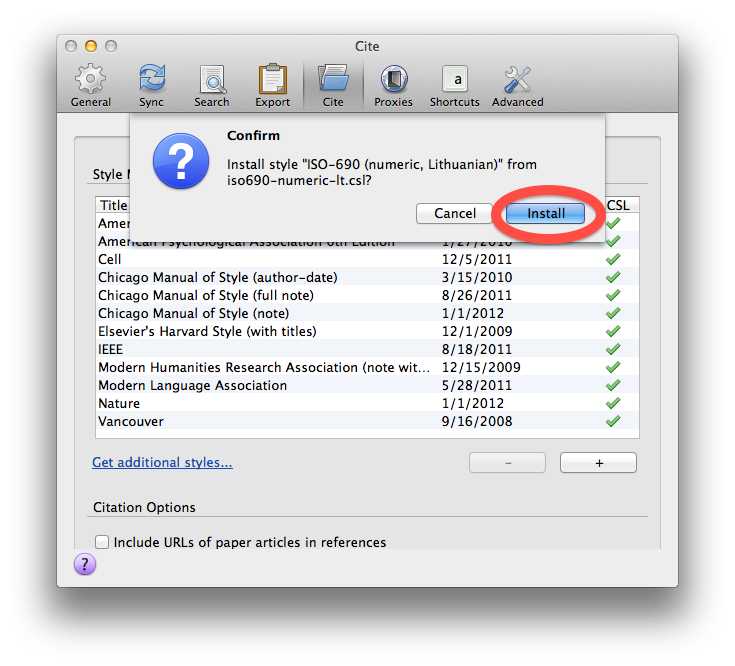 Cite
General Sync Search Export Cite Proxies Shortcuts Advanced
?
Confirm
Install style "ISO-690 (numeric, Lithuanian)" from
iso690-numeric-lt.csl?
Cancel Install
Style M
Title CSL
Amer
American Psychological Association 6th Edition 1/27/2010
Cell 12/5/2011
Chicago Manual of Style (author-date) 3/15/2010
Chicago Manual of Style (full note) 8/26/2011
Chicago Manual of Style (note) 1/1/2012
Elsevier's Harvard Style (with titles) 12/1/2009
IEEE 8/18/2011
Modern Humanities Research Association (note wit... 12/15/2009
Modern Language Association 5/28/2011
Nature 1/1/2012
Vancouver 9/16/2008
Get additional styles... - +
Citation Options
Include URLs of paper articles in references
?